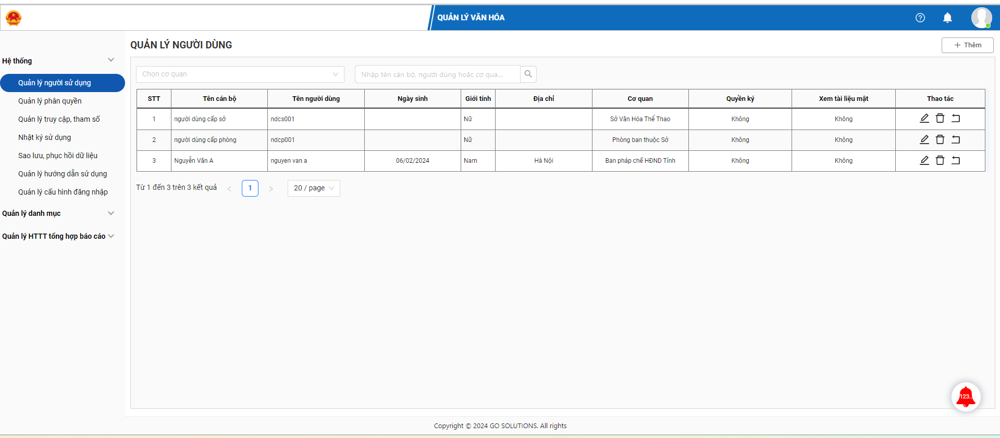 QUẢN LÝ VĂN HÓA
Hệ thống
Quản lý người sử dụng
Quản lý phân quyền
Quản lý truy cập, tham số
Nhật ký sử dụng
Sao lưu, phục hồi dữ liệu
Quản lý hướng dẫn sử dụng
Quản lý cấu hình đăng nhập
Quản lý danh mục
Quản lý HTTT tổng hợp báo cáo
QUẢN LÝ NGƯỜI DÙNG
Thêm
Chọn cơ quan
Nhập tên cán bộ, người dùng hoặc cơ qua...
STT Tên cán bộ Tên người dùng Ngày sinh Giới tính Địa chỉ Cơ quan Quyền ký Xem tài liệu mật Thao tác
1 người dùng cấp sở ndcs001 Nữ Sở Văn Hóa Thể Thao Không Không
2 người dùng cấp phòng ndcp001 Nữ Phòng ban thuộc Sở Không Không
3 Nguyễn Văn A nguyen van a 06/02/2024 Nam Hà Nội Ban pháp chế HĐND Tỉnh Không Không
Từ 1 đến 3 trên 3 kết quả < 1 > 20 / page
123..
Copyright © 2024 GO SOLUTIONS. All rights